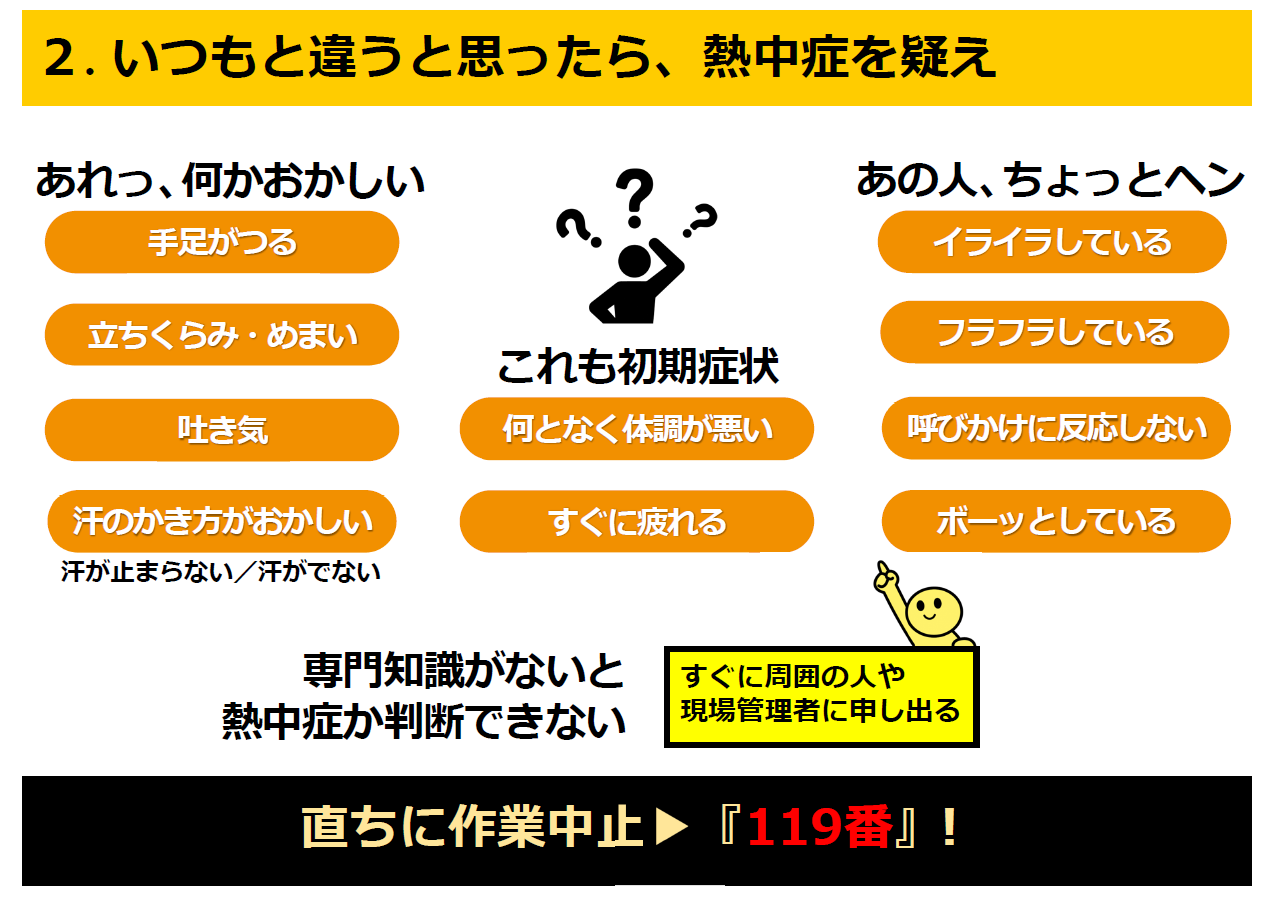 ２．いつもと違うと思ったら、熱中症を疑え
あれっ、何かおかしい
手足がつる
立ちくらみ・めまい
吐き気
汗のかき方がおかしい
汗が止まらない／汗がでない
???
これも初期症状
何となく体調が悪い
すぐに疲れる
あの人、ちょっとヘン
イライラしている
フラフラしている
呼びかけに反応しない
ボーッとしている
専門知識がないと
熱中症か判断できない
すぐに周囲の人や
現場管理者に申し出る
直ちに作業中止▶『119番』！